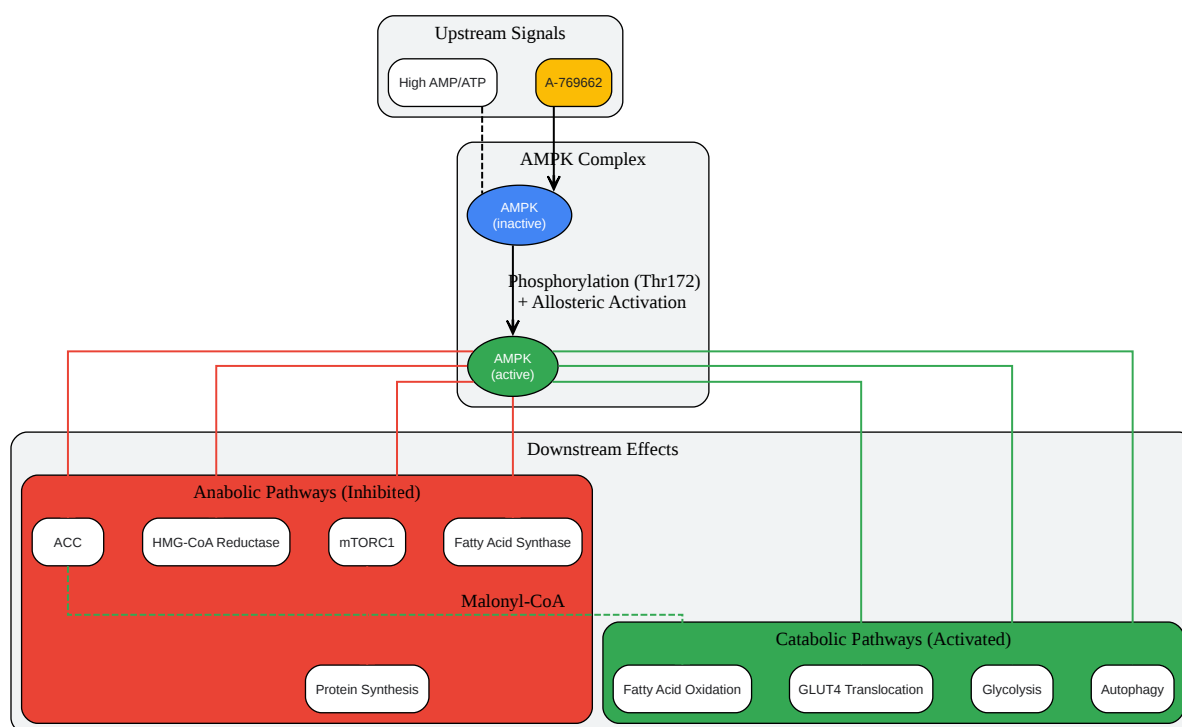 Upstream Signals
High AMP/ATP
A-769662
AMPK Complex
AMPK
(inactive)
Phosphorylation (Thr172)
+ Allosteric Activation
AMPK
(active)
Downstream Effects
Anabolic Pathways (Inhibited)
ACC
HMG-CoA Reductase
mTORC1
Fatty Acid Synthase
Malonyl-CoA
Catabolic Pathways (Activated)
Protein Synthesis
Fatty Acid Oxidation
GLUT4 Translocation
Glycolysis
Autophagy